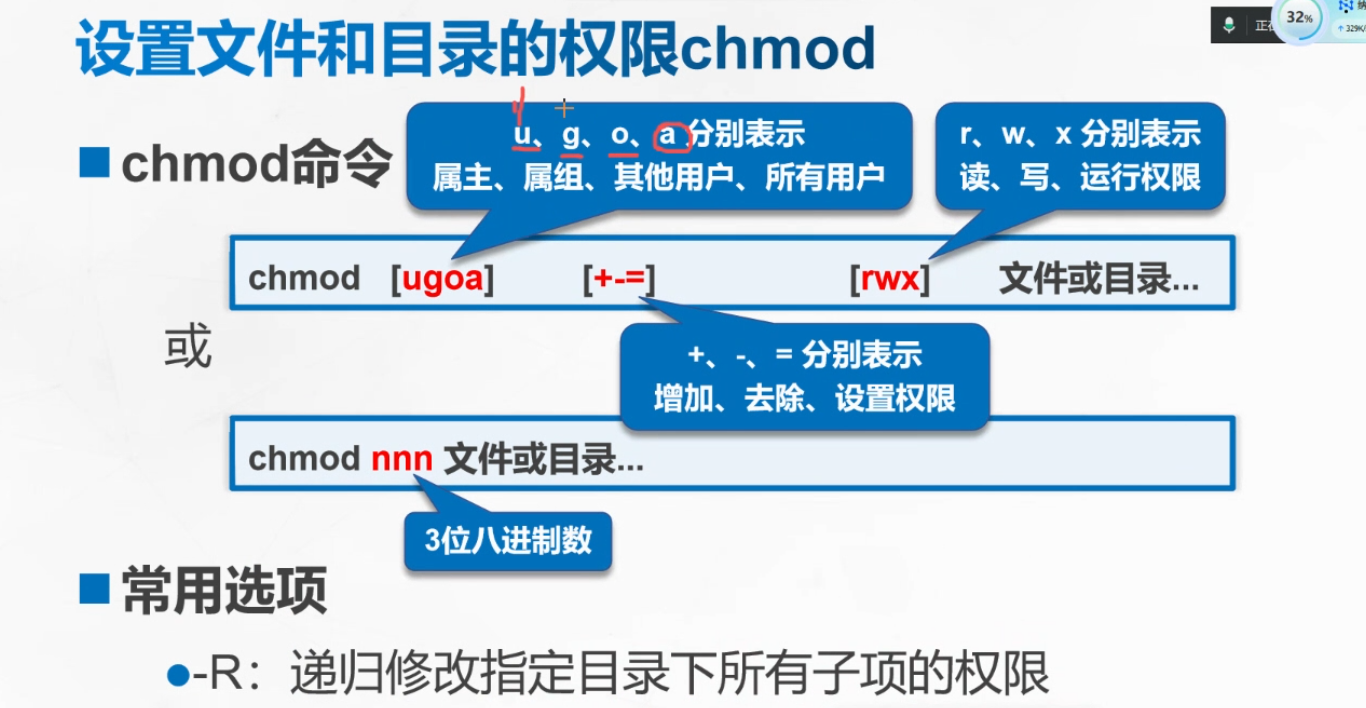 设置文件和目录的权限chmod
32%
329K/
chmod命令
u、g、o、a 分别表示
属主、属组、其他用户、所有用户
r、w、x 分别表示
读、写、运行权限
chmod [ugoa] [+-=] [rwx] 文件或目录...
或
+、-、= 分别表示
增加、去除、设置权限
chmod nnn 文件或目录...
3位八进制数
常用选项
-R：递归修改指定目录下所有子项的权限